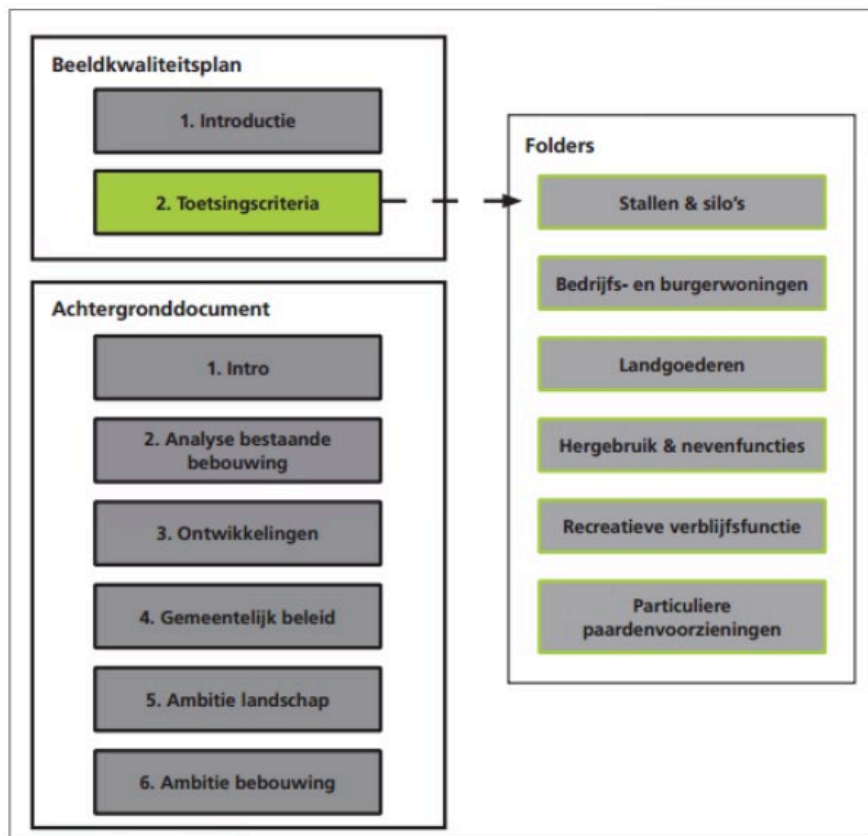 Beeldkwaliteitsplan
1. Introductie
2. Toetsingscriteria
Achtergronddocument
1. Intro
2. Analyse bestaande
bebouwing
3. Ontwikkelingen
4. Gemeentelijk beleid
5. Ambitie landschap
6. Ambitie bebouwing
Folders
Stallen & silo's
Bedrijfs- en burgerwoningen
Landgoederen
Hergebruik & nevenfuncties
Recreatieve verblijfsfunctie
Particuliere
paardenvoorzieningen